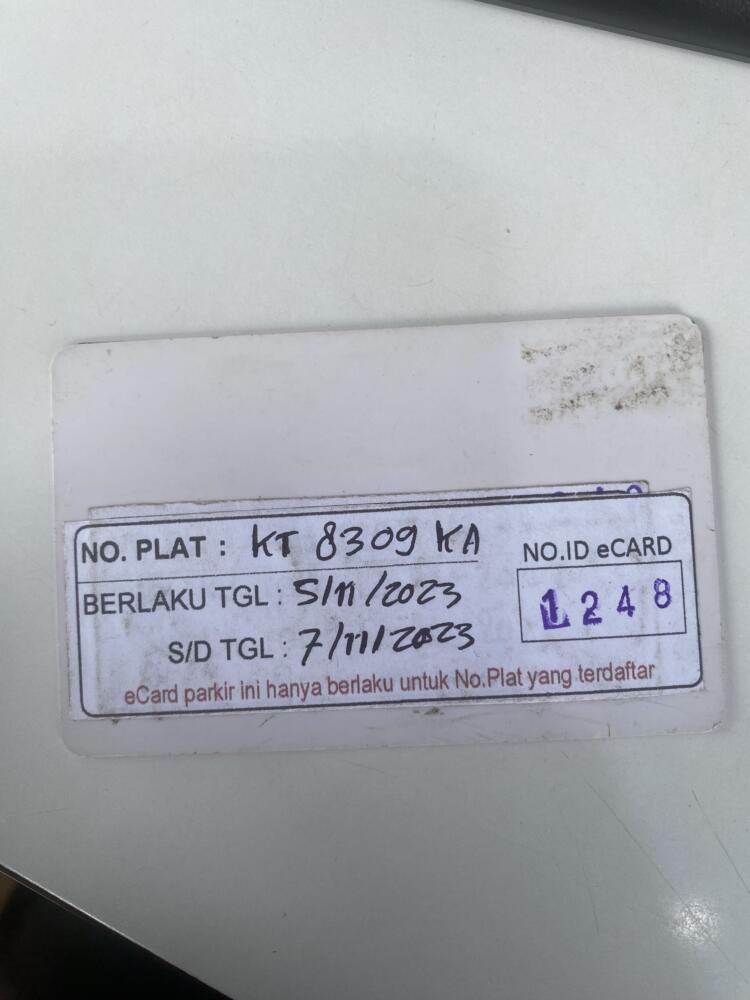 NO. PLAT : KT 8309 KA
NO.ID eCARD
BERLAKU TGL : 5/11/2023
1248
S/D TGL : 7/11/2023
eCard parkir ini hanya berlaku untuk No.Plat yang terdaftar